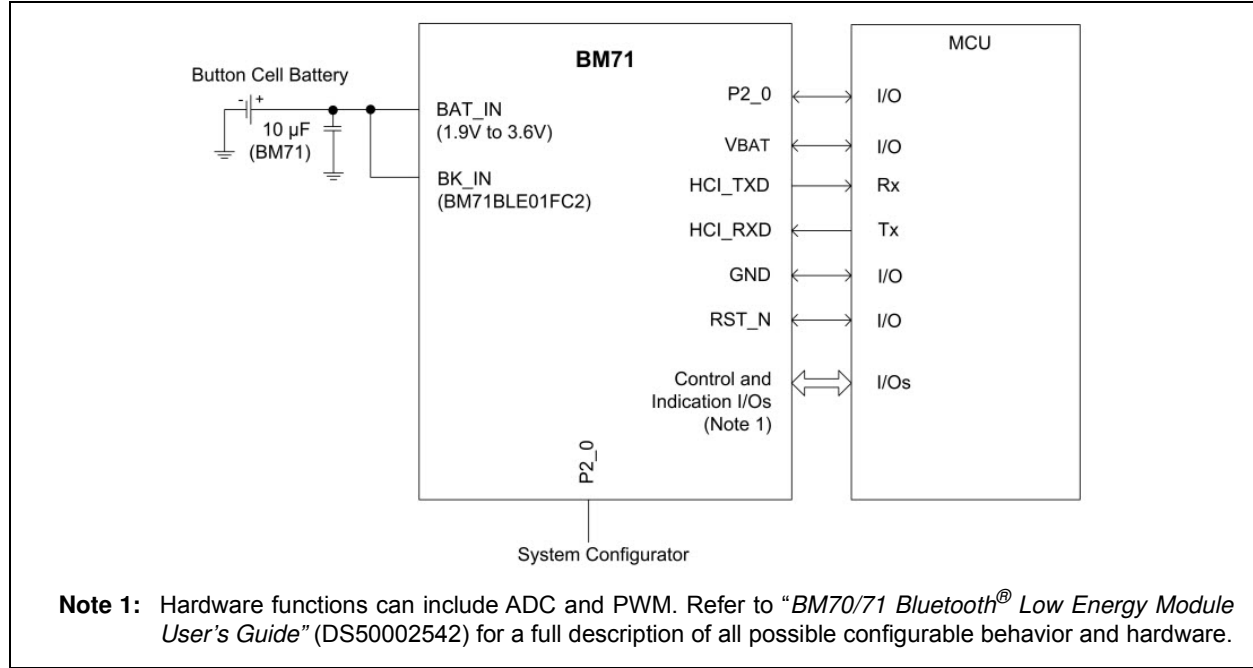 BM71
MCU
Button Cell Battery
- +
10 µF
(BM71)
BAT_IN
(1.9V to 3.6V)
BK_IN
(BM71BLE01FC2)
P2_0
I/O
VBAT
I/O
HCI_TXD
Rx
HCI_RXD
Tx
GND
I/O
RST_N
I/O
Control and
Indication I/Os
(Note 1)
I/Os
P2_0
System Configurator
Note 1: Hardware functions can include ADC and PWM. Refer to “BM70/71 Bluetooth® Low Energy Module
User’s Guide” (DS50002542) for a full description of all possible configurable behavior and hardware.